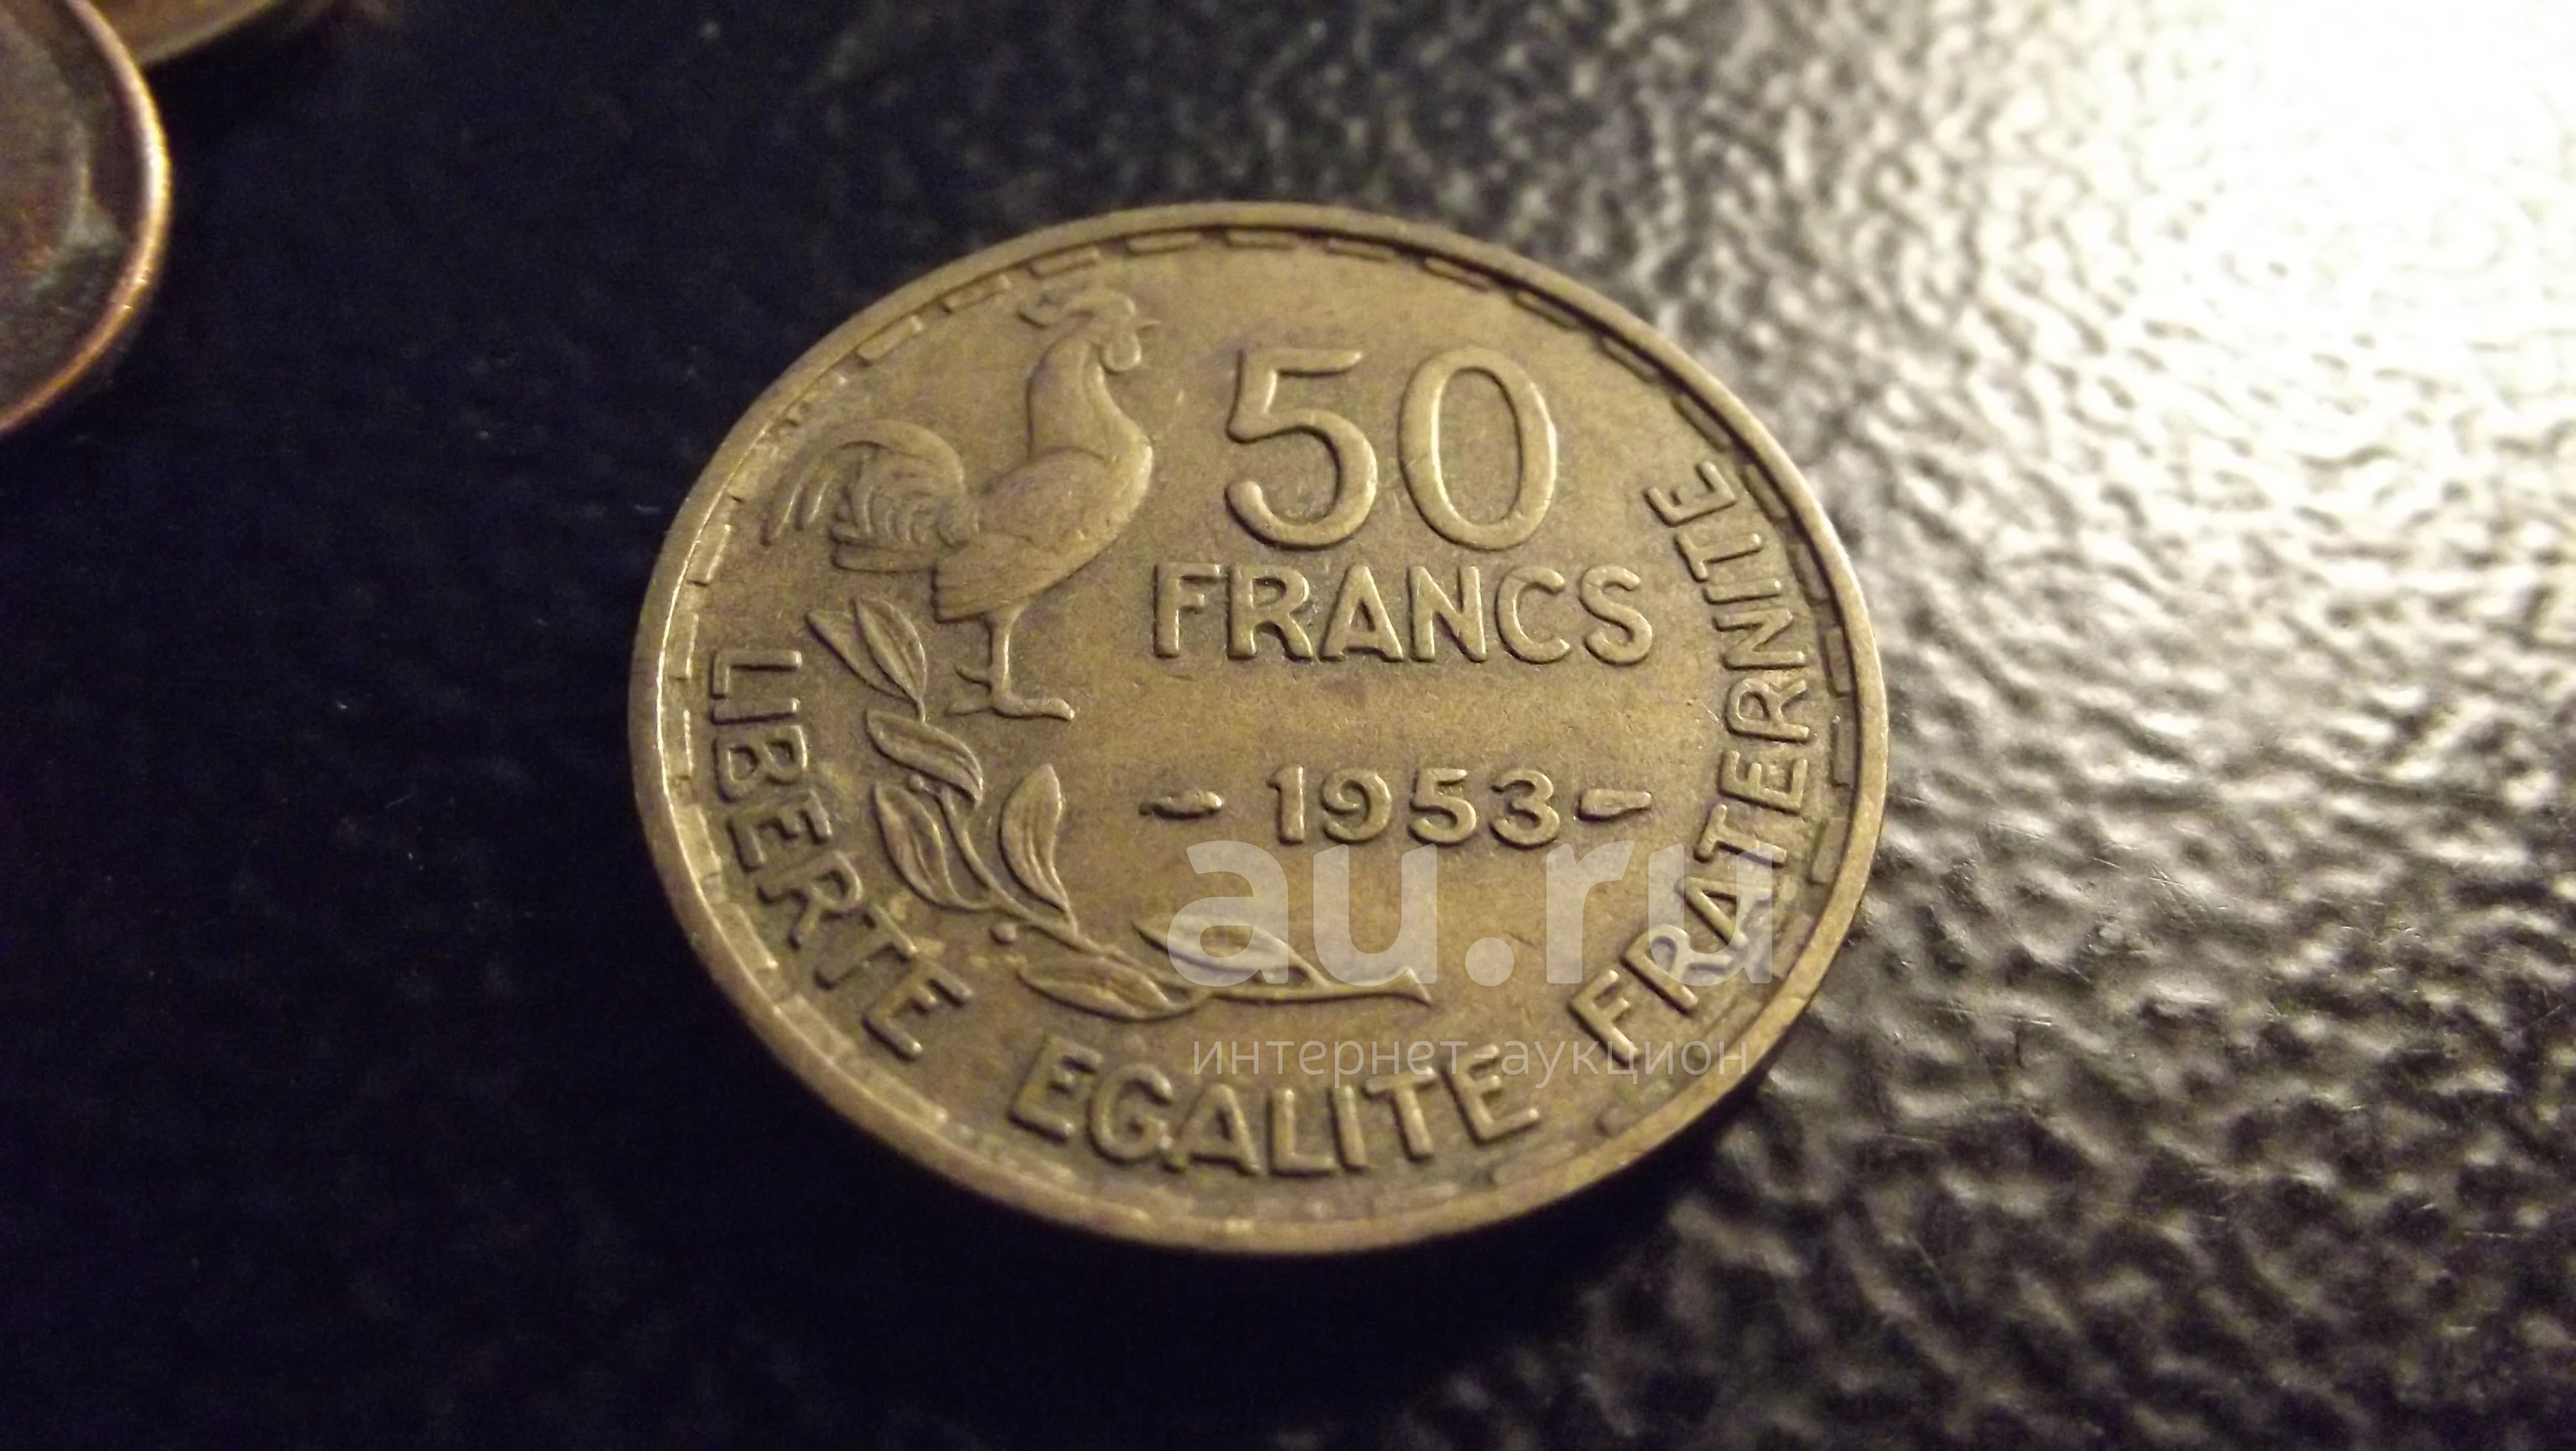 50
FRANCS
- 1953 -
LIBERTE EGALITE FRATERNITE
au.ru
интернет-аукцион